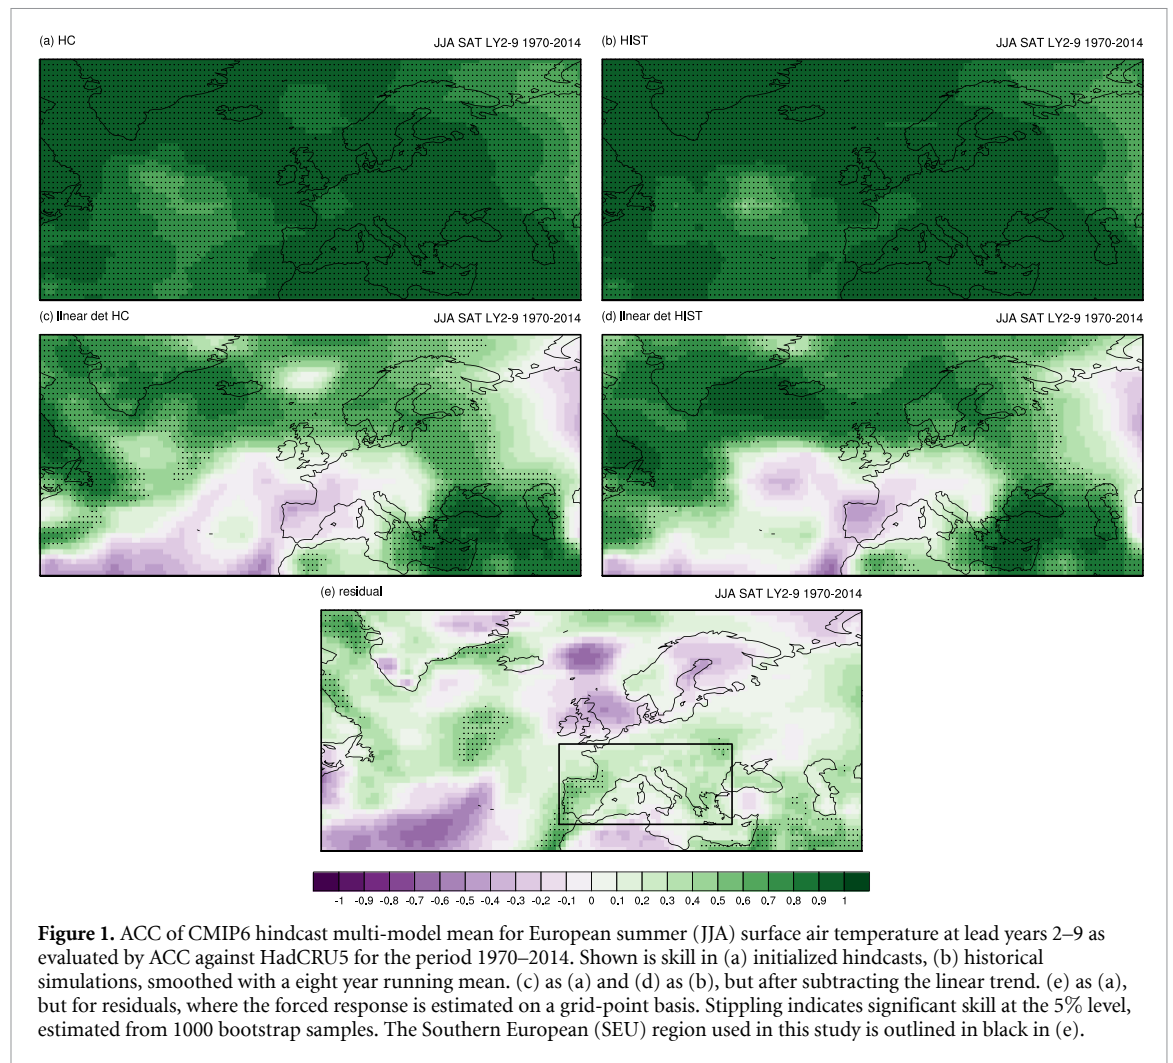 (a) HC JJA SAT LY2-9 1970-2014
(b) HIST JJA SAT LY2-9 1970-2014
(c) linear det HC JJA SAT LY2-9 1970-2014
(d) linear det HIST JJA SAT LY2-9 1970-2014
(e) residual JJA SAT LY2-9 1970-2014
-1 -0.9 -0.8 -0.7 -0.6 -0.5 -0.4 -0.3 -0.2 -0.1 0 0.1 0.2 0.3 0.4 0.5 0.6 0.7 0.8 0.9 1
Figure 1. ACC of CMIP6 hindcast multi-model mean for European summer (JJA) surface air temperature at lead years 2–9 as
evaluated by ACC against HadCRU5 for the period 1970–2014. Shown is skill in (a) initialized hindcasts, (b) historical
simulations, smoothed with a eight year running mean. (c) as (a) and (d) as (b), but after subtracting the linear trend. (e) as (a),
but for residuals, where the forced response is estimated on a grid-point basis. Stippling indicates significant skill at the 5% level,
estimated from 1000 bootstrap samples. The Southern European (SEU) region used in this study is outlined in black in (e).